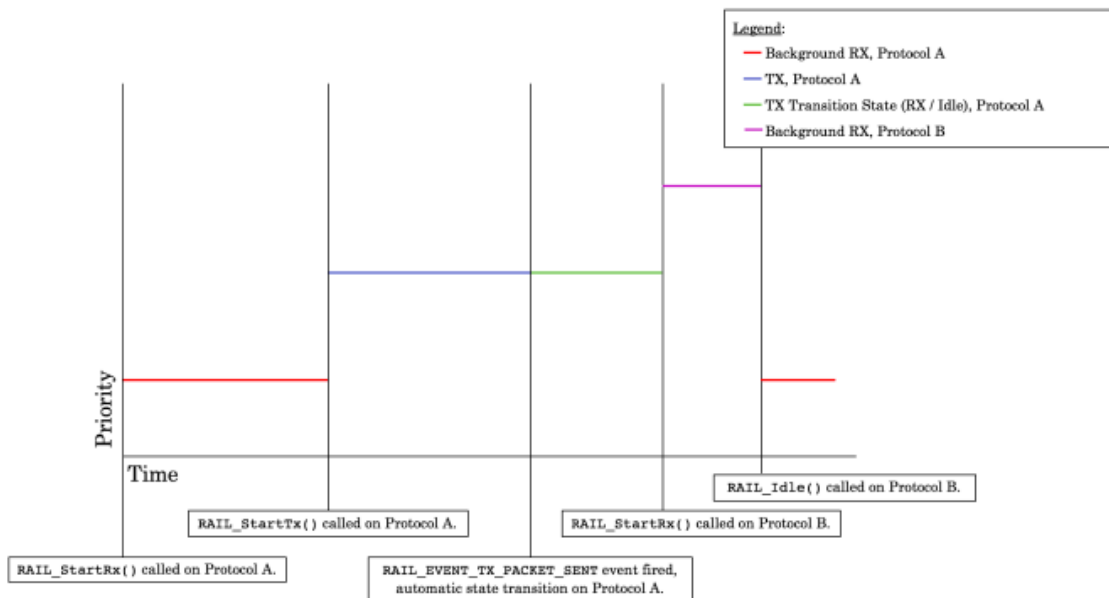 Legend:
Background RX, Protocol A
TX, Protocol A
TX Transition State (RX / Idle), Protocol A
Background RX, Protocol B
Priority
Time
RAIL_Idle() called on Protocol B.
RAIL_StartTx() called on Protocol A.
RAIL_StartRx() called on Protocol B.
RAIL_StartRx() called on Protocol A.
RAIL_EVENT_TX_PACKET_SENT event fired,
automatic state transition on Protocol A.